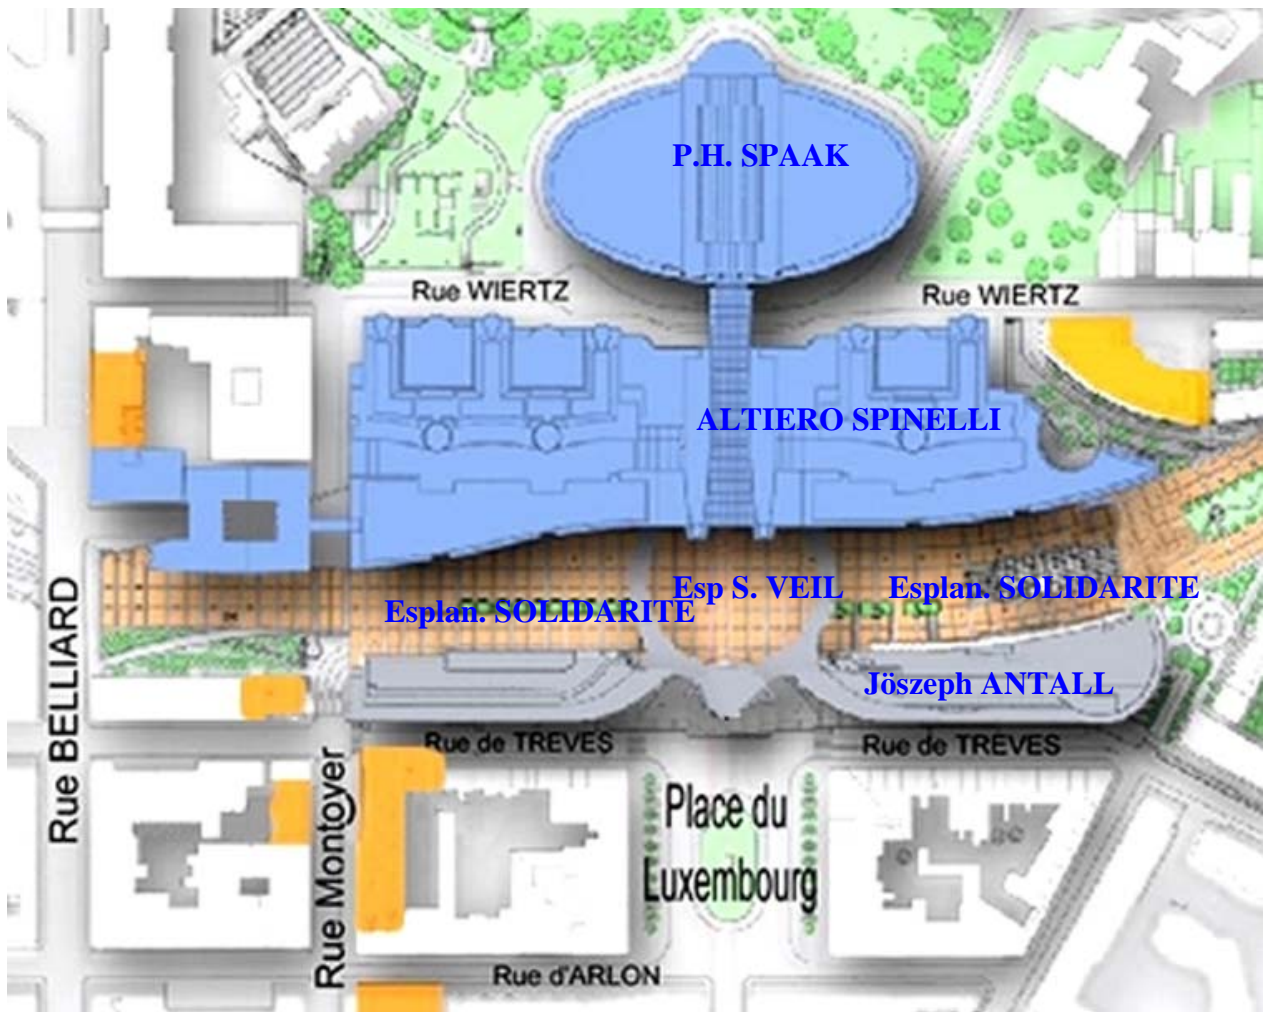 P.H. SPAAK
Rue WIERTZ
Rue WIERTZ
ALTIERO SPINELLI
Esp S. VEIL
Esplan. SOLIDARITE
Esplan. SOLIDARITE
Jöszeph ANTALL
Rue BELLIARD
Rue de TREVES
Rue de TREVES
Rue Montoyer
Place du
Luxembourg
Rue d'ARLON